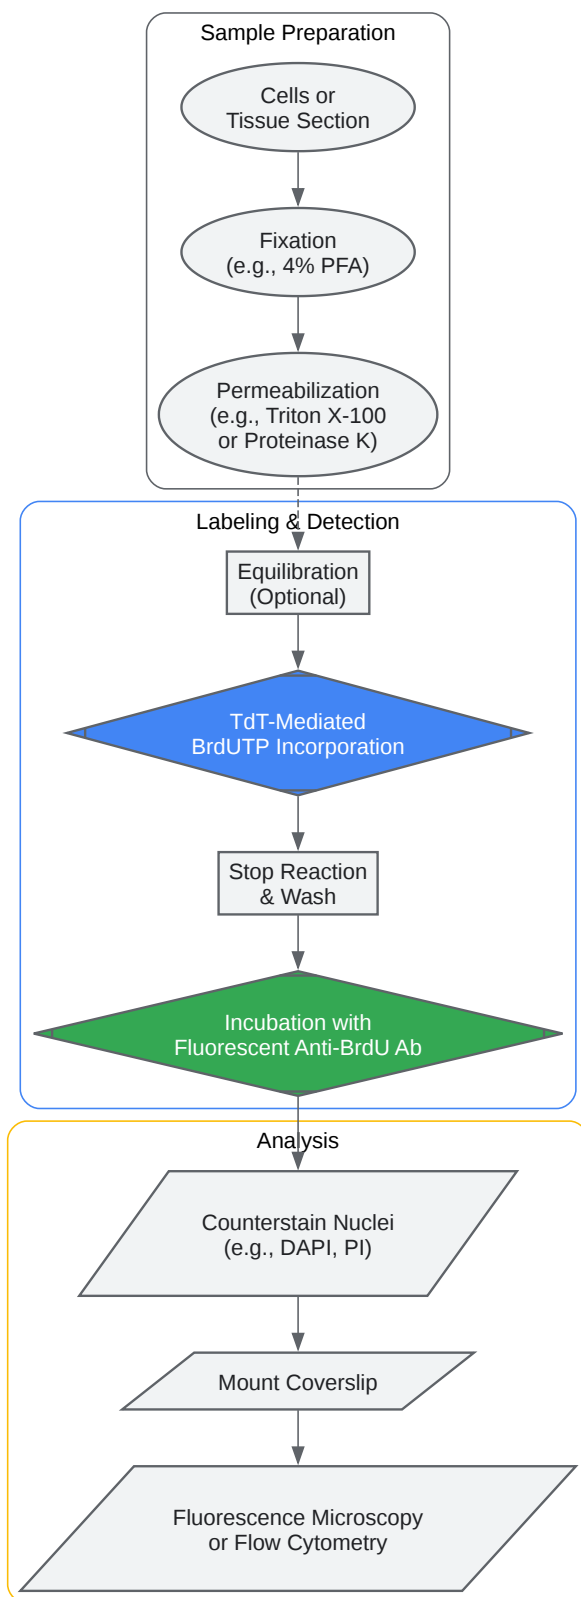 Sample Preparation
Cells or
Tissue Section
Fixation
(e.g., 4% PFA)
Permeabilization
(e.g., Triton X-100
or Proteinase K)
Labeling & Detection
Equilibration
(Optional)
TdT-Mediated
BrdUTP Incorporation
Stop Reaction
& Wash
Incubation with
Fluorescent Anti-BrdU Ab
Analysis
Counterstain Nuclei
(e.g., DAPI, PI)
Mount Coverslip
Fluorescence Microscopy
or Flow Cytometry